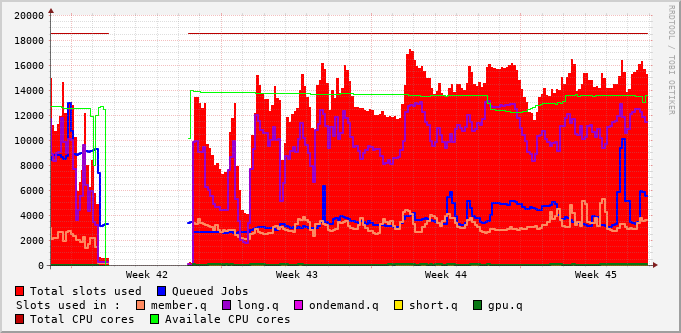 20000
18000
16000
14000
12000
10000
8000
6000
4000
2000
0
Week 42 Week 43 Week 44 Week 45
RRDTOOL / TOBI OETIKER
Total slots used Queued Jobs
Slots used in : member.q long.q ondemand.q short.q gpu.q
Total CPU cores Availale CPU cores